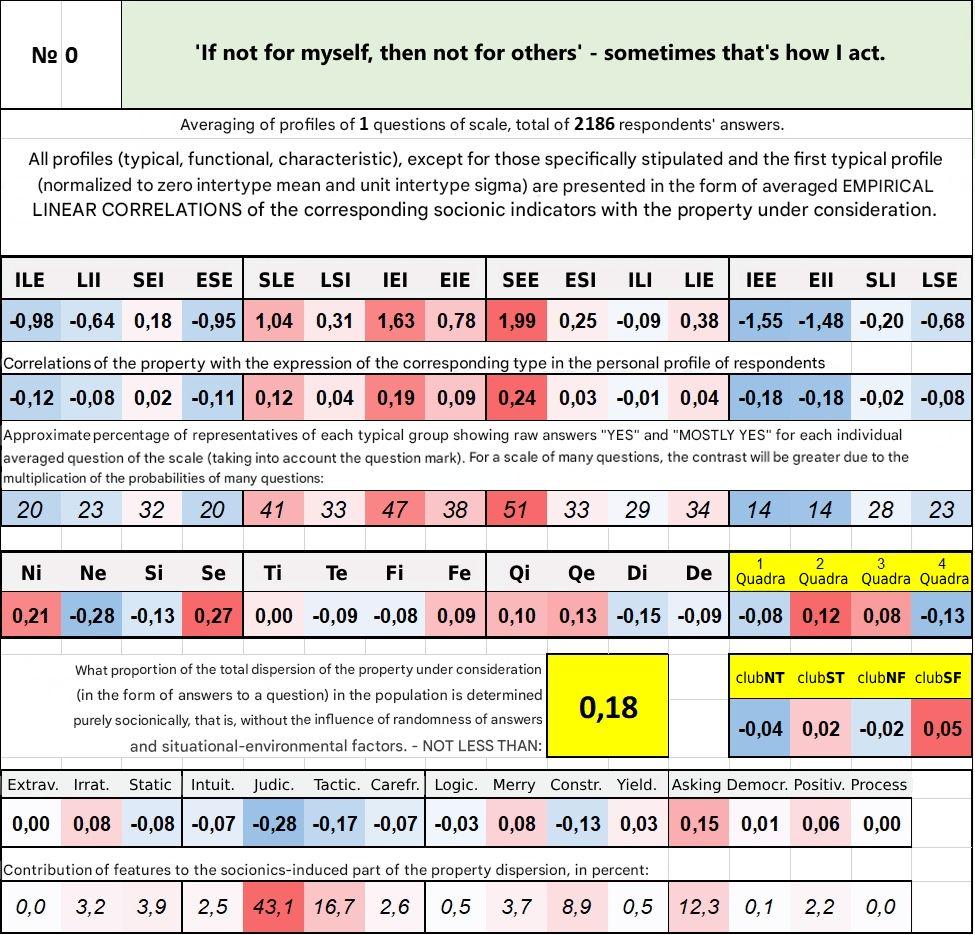 № 0
'If not for myself, then not for others' - sometimes that's how I act.
Averaging of profiles of 1 questions of scale, total of 2186 respondents' answers.
All profiles (typical, functional, characteristic), except for those specifically stipulated and the first typical profile
(normalized to zero intertype mean and unit intertype sigma) are presented in the form of averaged EMPIRICAL
LINEAR CORRELATIONS of the corresponding socionic indicators with the property under consideration.
ILE LII SEI ESE SLE LSI IEI EIE SEE ESI ILI LIE IEE EII SLI LSE
-0,98 -0,64 0,18 -0,95 1,04 0,31 1,63 0,78 1,99 0,25 -0,09 0,38 -1,55 -1,48 -0,20 -0,68
Correlations of the property with the expression of the corresponding type in the personal profile of respondents
-0,12 -0,08 0,02 -0,11 0,12 0,04 0,19 0,09 0,24 0,03 -0,01 0,04 -0,18 -0,18 -0,02 -0,08
Approximate percentage of representatives of each typical group showing raw answers "YES" and "MOSTLY YES" for each individual
averaged question of the scale (taking into account the question mark). For a scale of many questions, the contrast will be greater due to the
multiplication of the probabilities of many questions:
20 23 32 20 41 33 47 38 51 33 29 34 14 14 28 23
Ni Ne Si Se Ti Te Fi Fe Qi Qe Di De 1 Quadra 2 Quadra 3 Quadra 4 Quadra
0,21 -0,28 -0,13 0,27 0,00 -0,09 -0,08 0,09 0,10 0,13 -0,15 -0,09 -0,08 0,12 0,08 -0,13
What proportion of the total dispersion of the property under consideration
(in the form of answers to a question) in the population is determined
purely socionically, that is, without the influence of randomness of answers
and situational-environmental factors. - NOT LESS THAN:
0,18
clubNT clubST clubNF clubSF
-0,04 0,02 -0,02 0,05
Extrav. Irrat. Static Intuit. Judic. Tactic. Carefr. Logic. Merry Constr. Yield. Asking Democr. Positiv. Process
0,00 0,08 -0,08 -0,07 -0,28 -0,17 -0,07 -0,03 0,08 -0,13 0,03 0,15 0,01 0,06 0,00
Contribution of features to the socionics-induced part of the property dispersion, in percent:
0,0 3,2 3,9 2,5 43,1 16,7 2,6 0,5 3,7 8,9 0,5 12,3 0,1 2,2 0,0